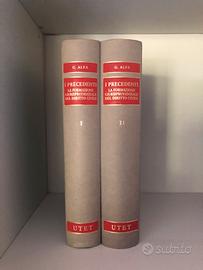 G. ALPA
I PRECEDENTI
LA FORMAZIONE
GIURISPRUDENZIALE
DEL DIRITTO CIVILE
I
UTET
G. ALPA
I PRECEDENTI
LA FORMAZIONE
GIURISPRUDENZIALE
DEL DIRITTO CIVILE
II
UTET
subito